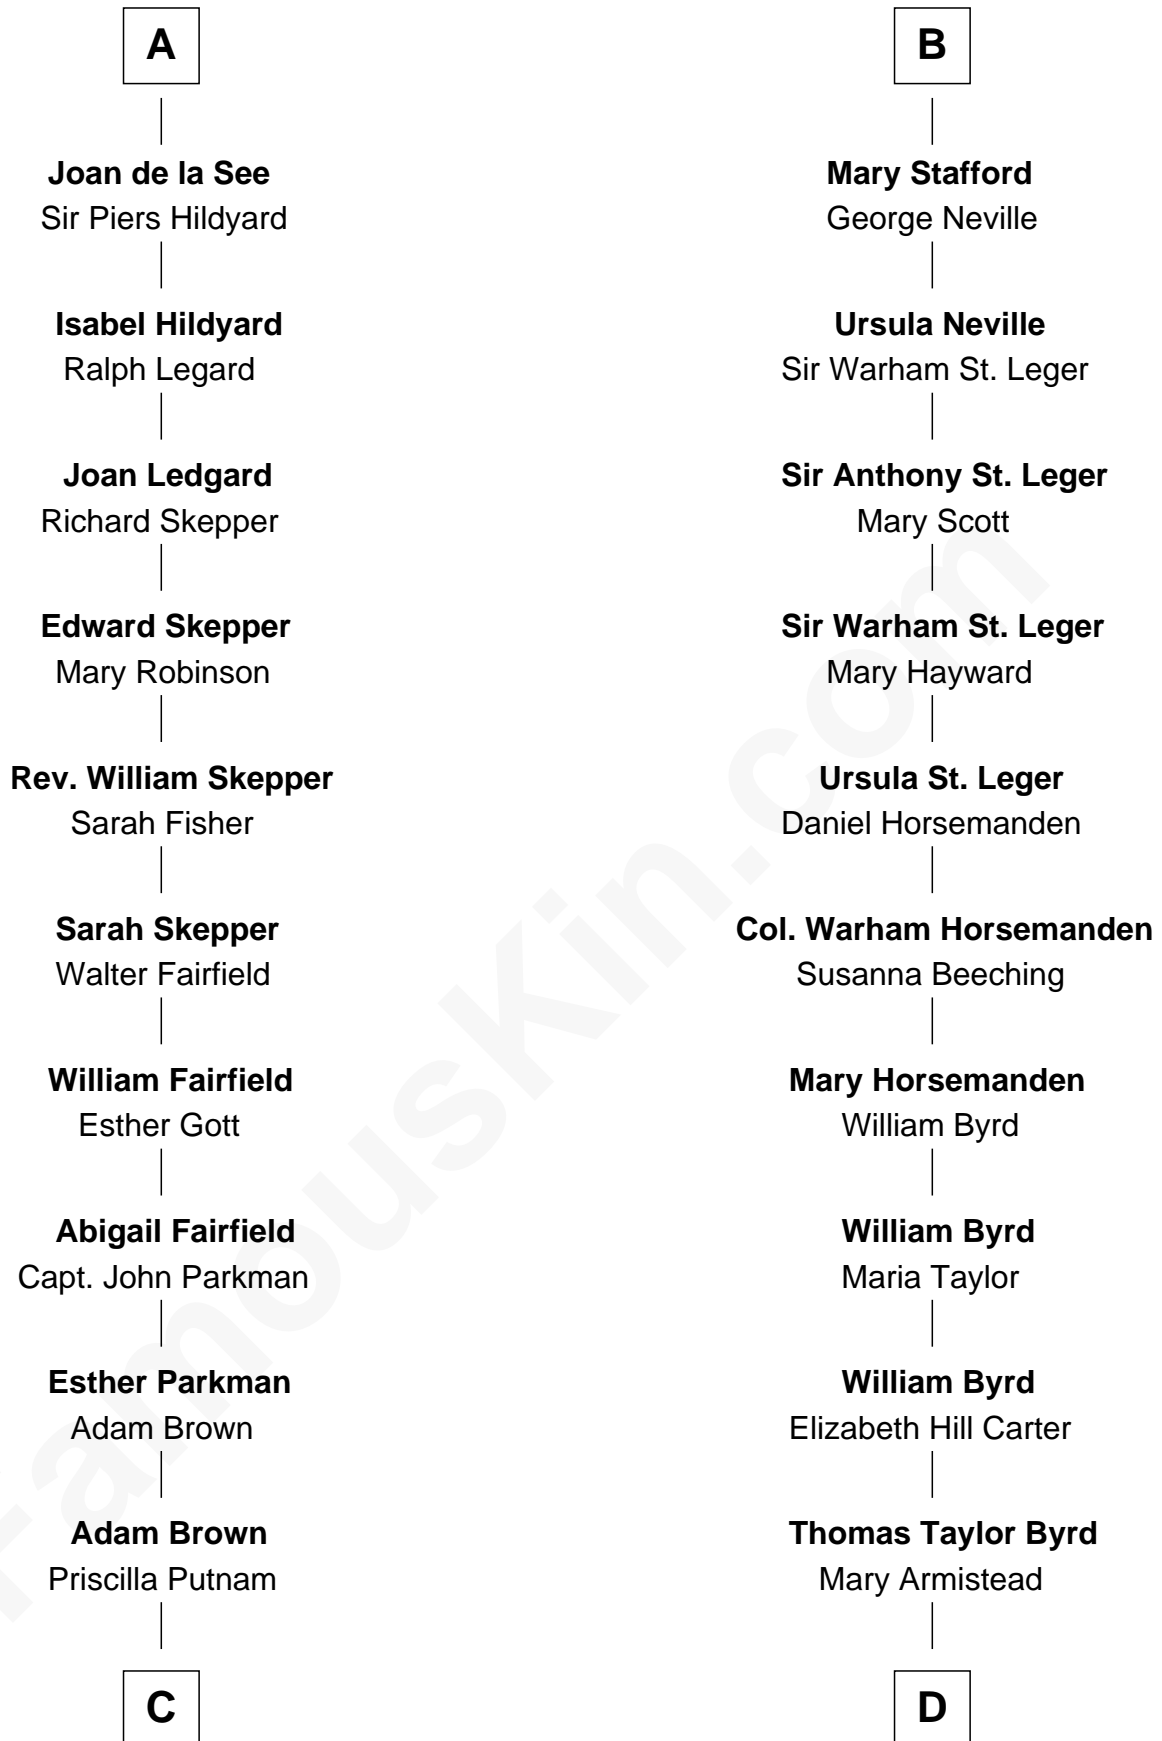 A
Joan de la See
Sir Piers Hildyard
Isabel Hildyard
Ralph Legard
Joan Ledgard
Richard Skepper
Edward Skepper
Mary Robinson
Rev. William Skepper
Sarah Fisher
Sarah Skepper
Walter Fairfield
William Fairfield
Esther Gott
Abigail Fairfield
Capt. John Parkman
Esther Parkman
Adam Brown
Adam Brown
Priscilla Putnam
C
B
Mary Stafford
George Neville
Ursula Neville
Sir Warham St. Leger
Sir Anthony St. Leger
Mary Scott
Sir Warham St. Leger
Mary Hayward
Ursula St. Leger
Daniel Horsemanden
Col. Warham Horsemanden
Susanna Beeching
Mary Horsemanden
William Byrd
William Byrd
Maria Taylor
William Byrd
Elizabeth Hill Carter
Thomas Taylor Byrd
Mary Armistead
D
FamousKin.com